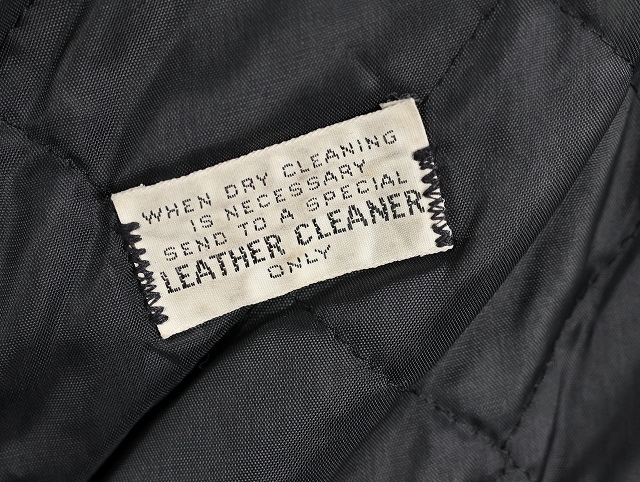 WHEN DRY CLEANING
IS NECESSARY
SEND TO A SPECIAL
LEATHER CLEANER
ONLY